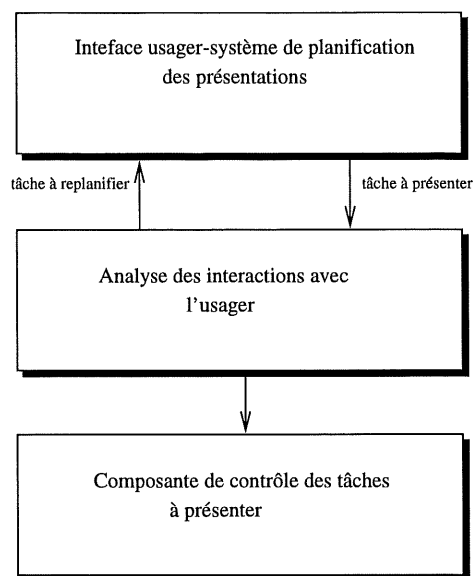 Inteface usager-système de planification
des présentations
tâche à replanifier
tâche à présenter
Analyse des interactions avec
l'usager
Composante de contrôle des tâches
à présenter